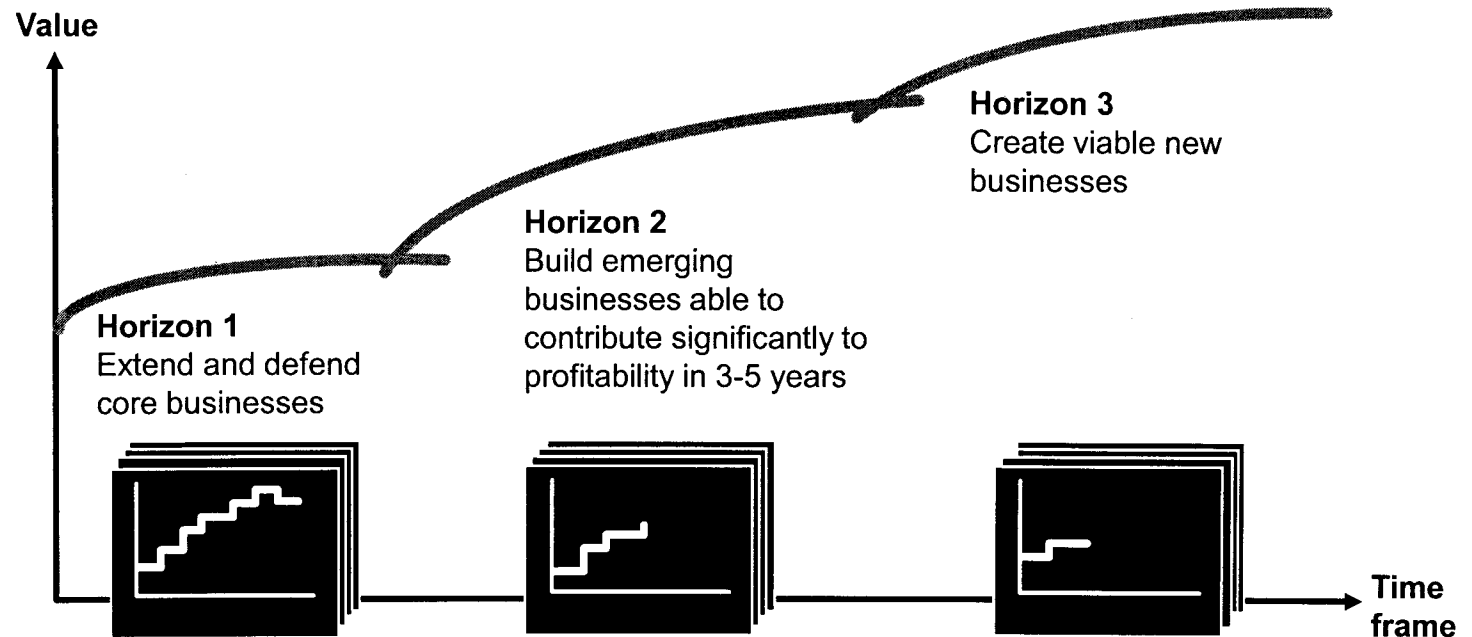 Value
Horizon 1
Extend and defend
core businesses
Horizon 2
Build emerging
businesses able to
contribute significantly to
profitability in 3-5 years
Horizon 3
Create viable new
businesses
Time
frame